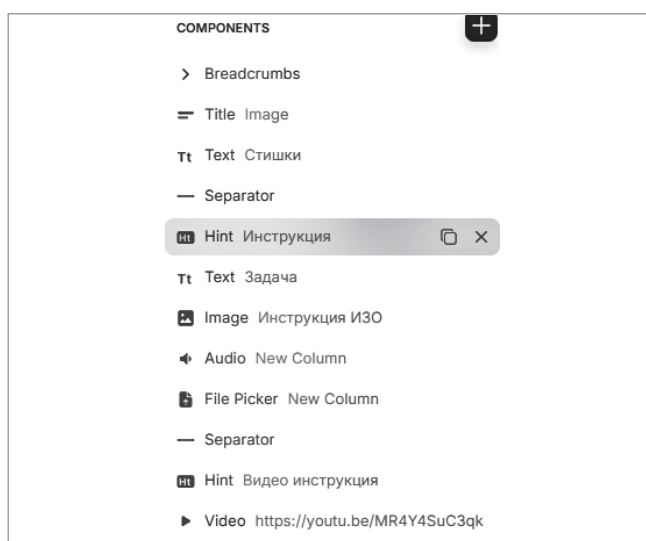 COMPONENTS
Breadcrumbs
Title Image
Tt Text Стишки
Separator
Ht Hint Инструкция
Tt Text Задача
Image Инструкция ИЗО
Audio New Column
File Picker New Column
Separator
Ht Hint Видео инструкция
Video https://youtu.be/MR4Y4SuC3qk